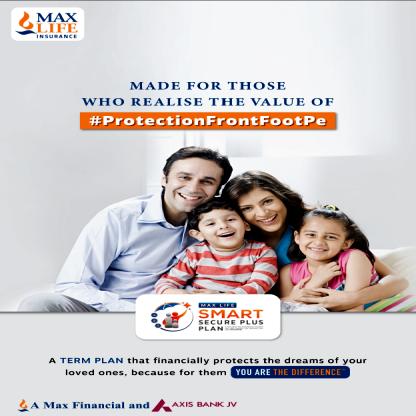 MAX
LIFE
INSURANCE
MADE FOR THOSE
WHO REALISE THE VALUE OF
#ProtectionFrontFootPe
MAX LIFE
SMART
SECURE PLUS
PLAN
A TERM PLAN that financially protects the dreams of your
loved ones, because for them YOU ARE THE DIFFERENCE™
A Max Financial and AXIS BANK JV